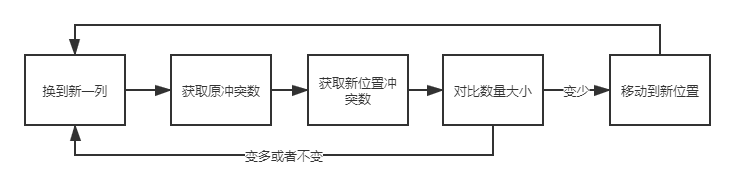 换到新一列
获取原冲突数
获取新位置冲
突数
对比数量大小
变少
移动到新位置
变多或者不变